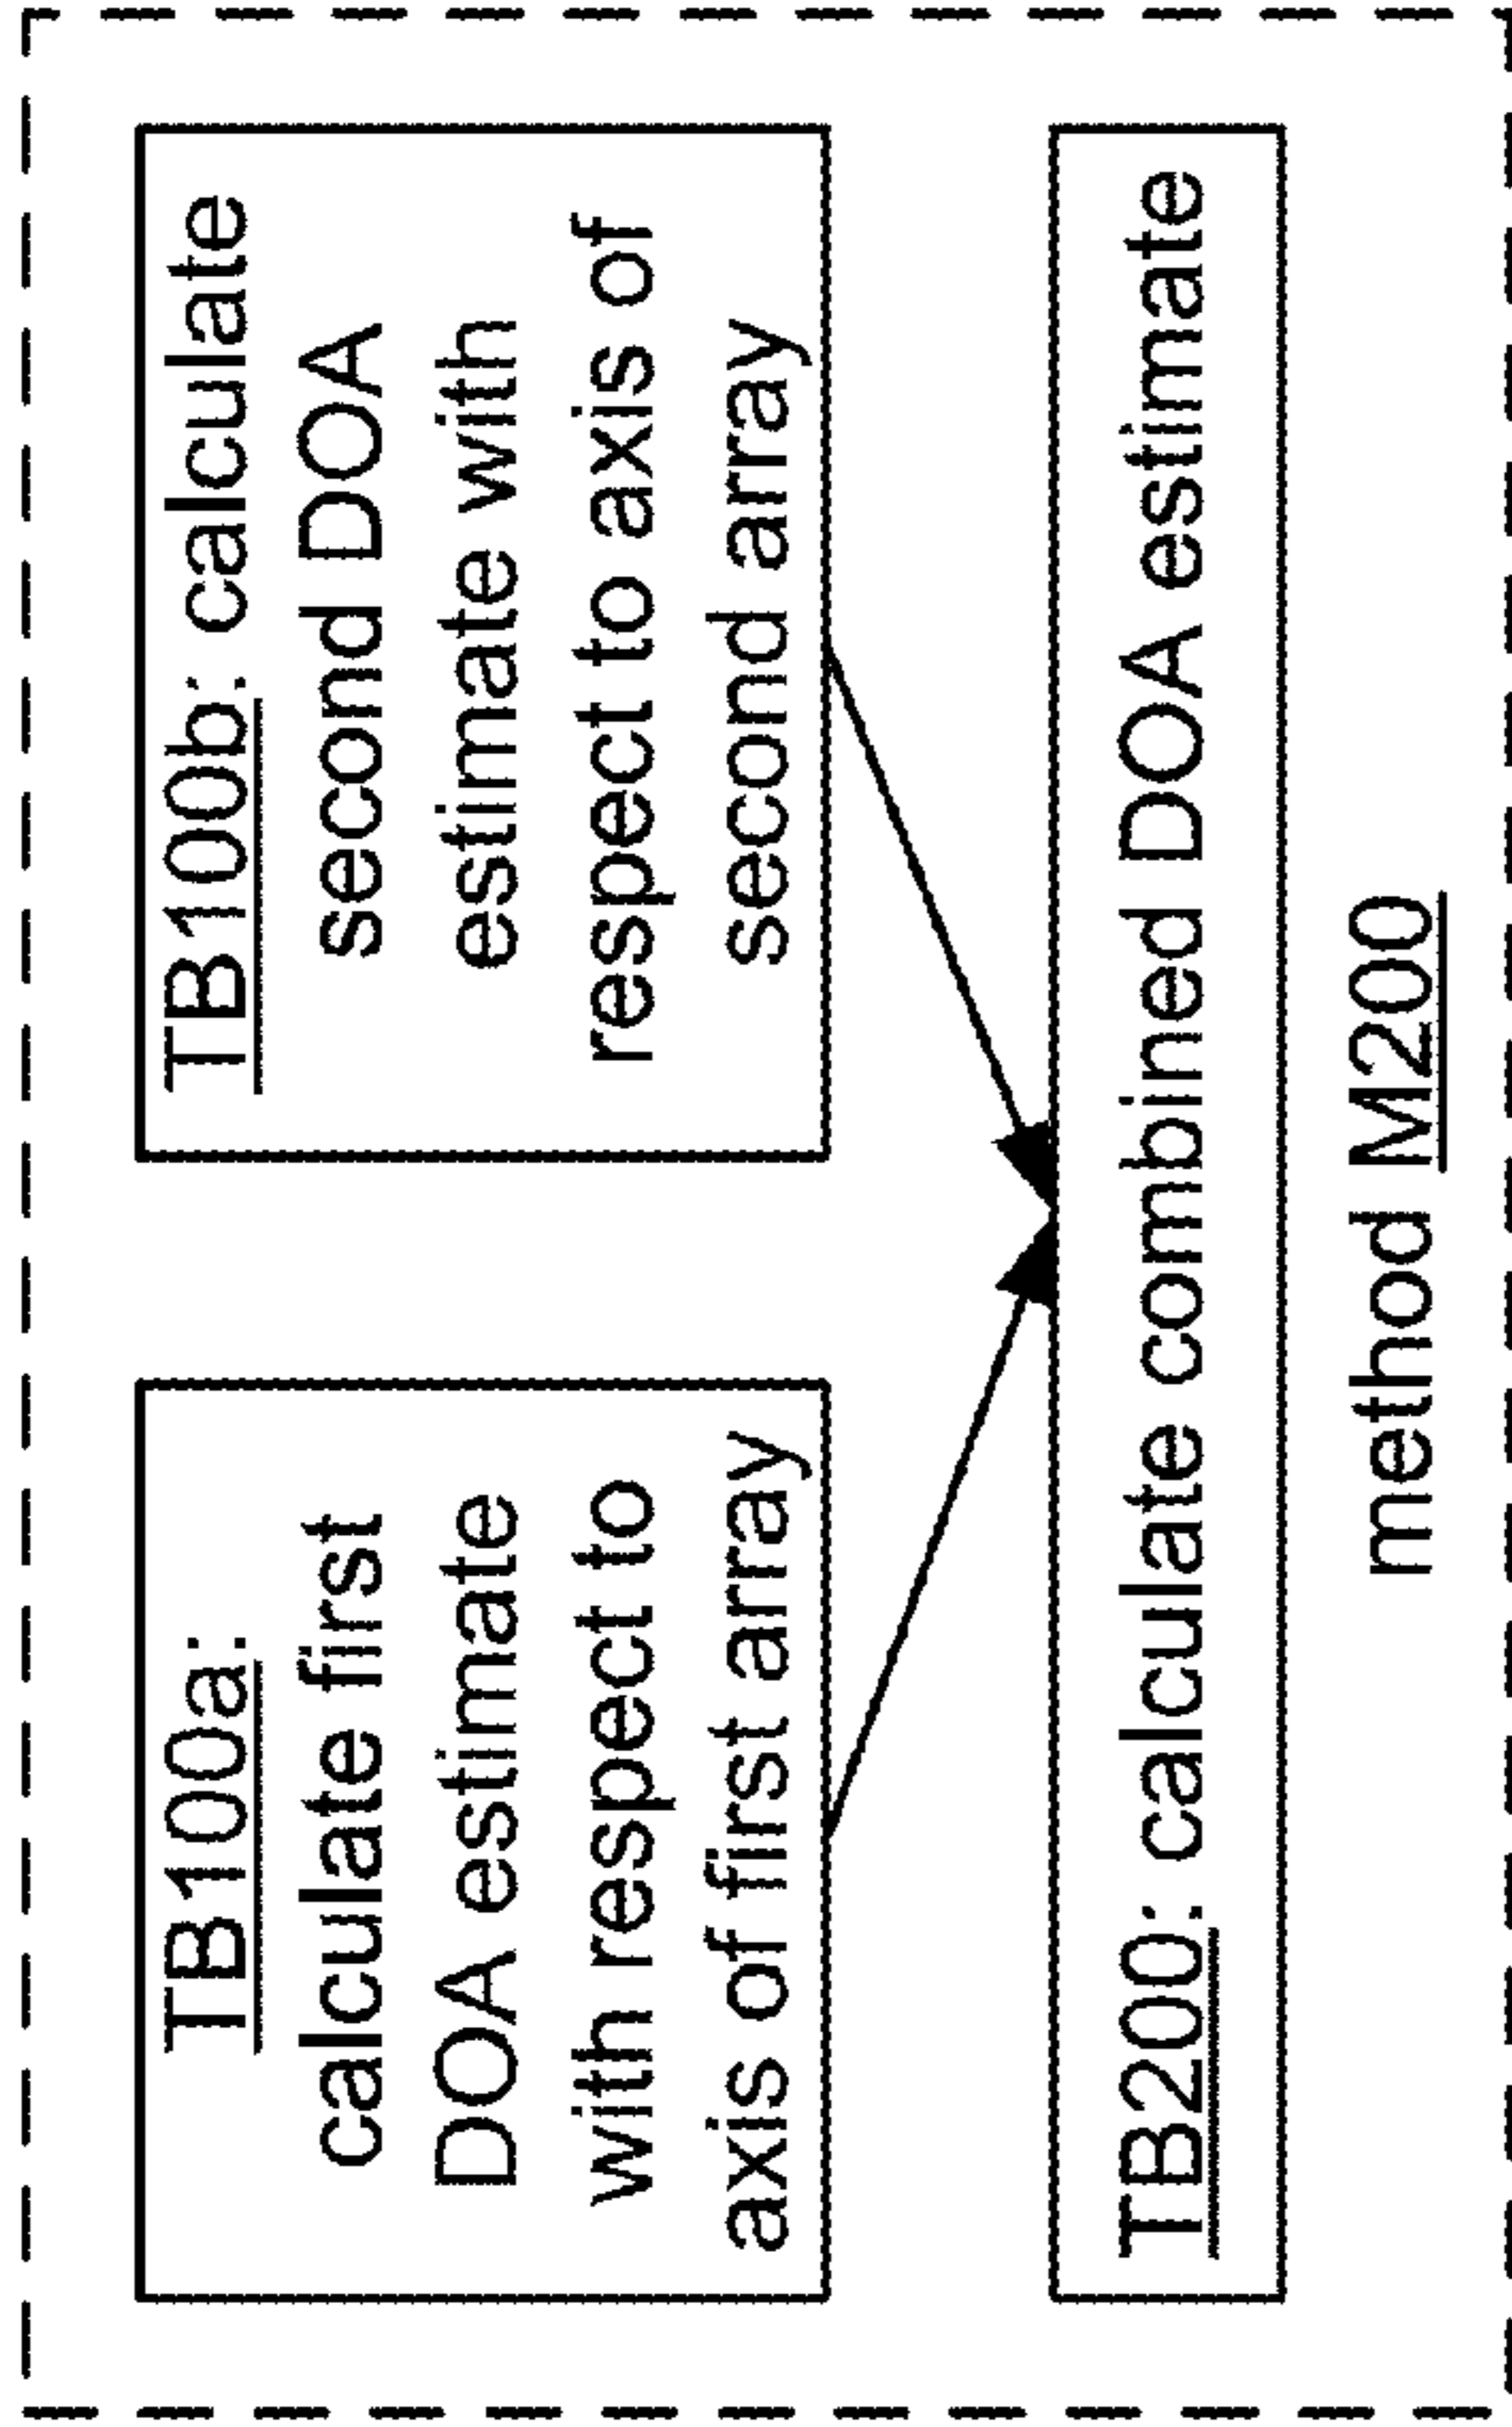 TB100a:
calculate first
DOA estimate
with respect to
axis of first array
TB100b: calculate
second DOA
estimate with
respect to axis of
second array
TB200: calculate combined DOA estimate
method M200